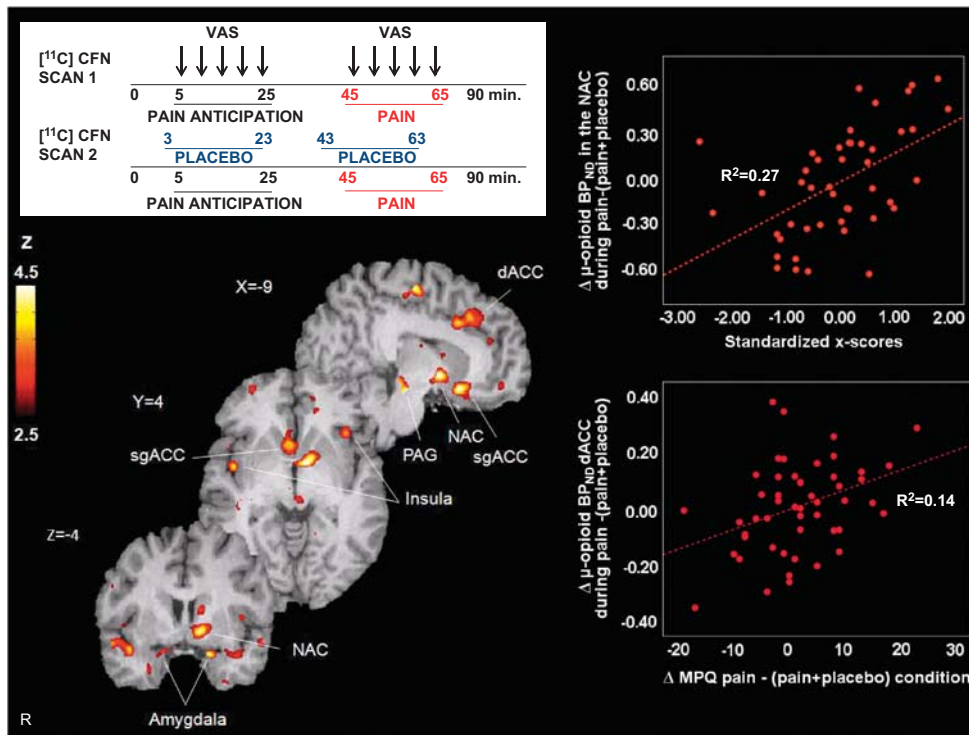 VAS VAS
[¹¹C] CFN
SCAN 1
0 5 25 45 65 90 min.
PAIN ANTICIPATION PAIN
[¹¹C] CFN
SCAN 2
3 23 43 63
PLACEBO PLACEBO
0 5 25 45 65 90 min.
PAIN ANTICIPATION PAIN
Z
4.5
2.5
X=-9
dACC
PAG
NAC
sgACC
Y=4
sgACC
Insula
Z=-4
NAC
Amygdala
R
Δ μ-opioid BP_ND in the NAC
during pain-(pain+placebo)
0.60
0.30
0.00
-0.30
-0.60
R²=0.27
-3.00 -1.00 0.00 1.00 2.00
Standardized x-scores
Δ μ-opioid BP_ND dACC
during pain -(pain+placebo)
0.40
0.20
0.00
-0.20
-0.40
R²=0.14
-20 -10 0 10 20 30
Δ MPQ pain - (pain+placebo) condition